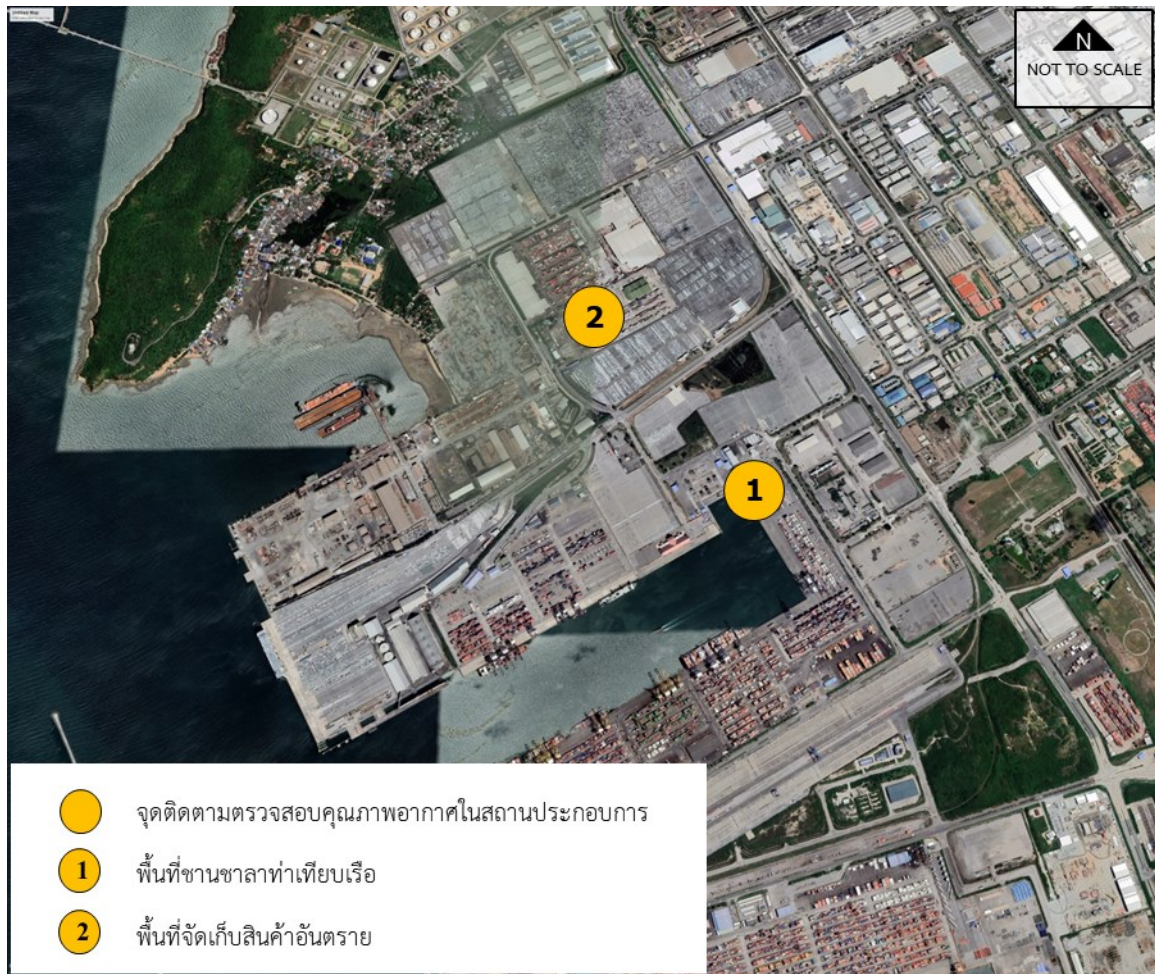 Untitled Map
N
NOT TO SCALE
2
1
จุดติดตามตรวจสอบคุณภาพอากาศในสถานประกอบการ
1 พื้นที่ชานชาลาท่าเทียบเรือ
2 พื้นที่จัดเก็บสินค้าอันตราย